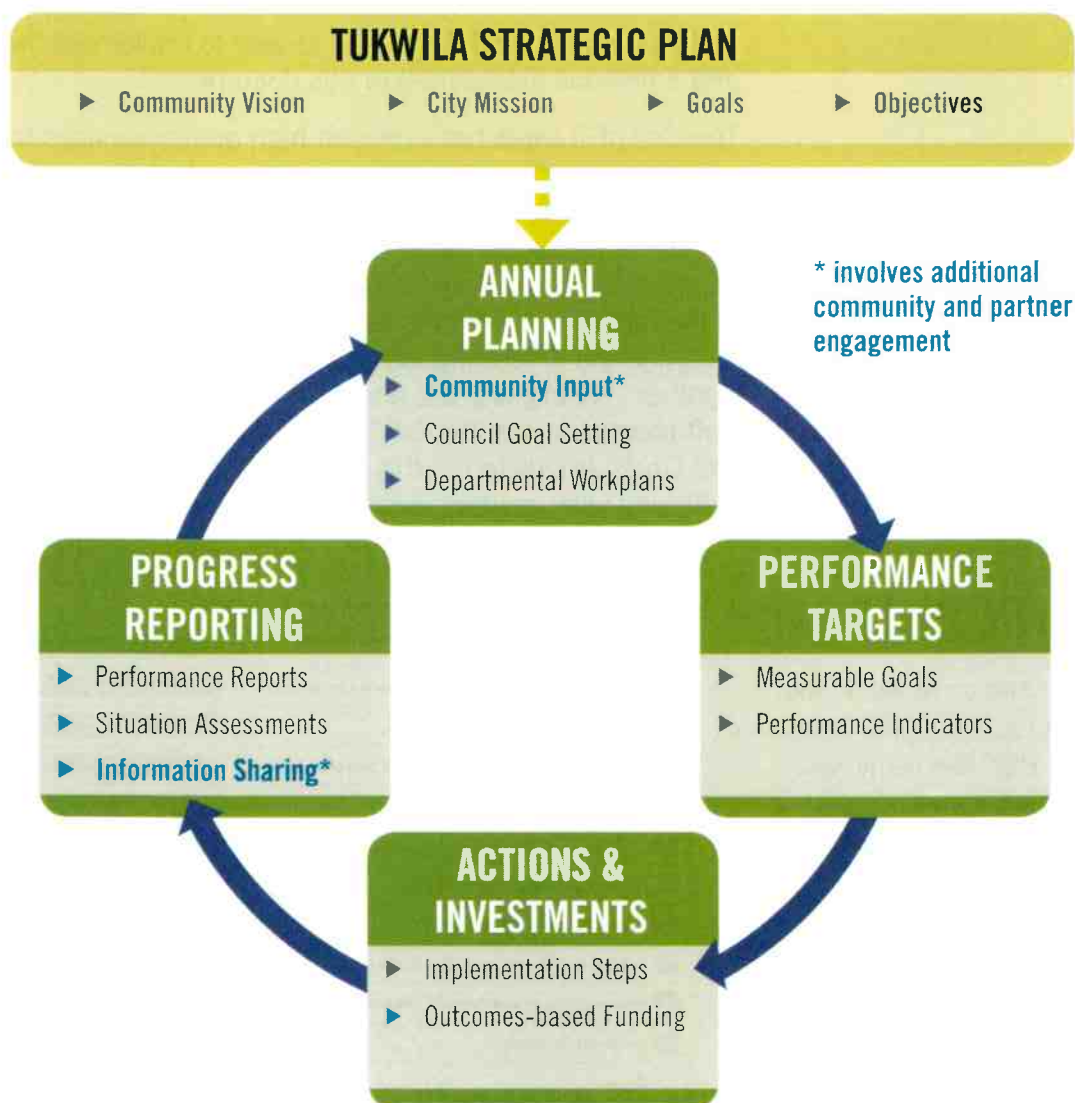 TUKWILA STRATEGIC PLAN
► Community Vision ► City Mission ► Goals ► Objectives
ANNUAL
PLANNING
► Community Input*
► Council Goal Setting
► Departmental Workplans
* involves additional
community and partner
engagement
PERFORMANCE
TARGETS
► Measurable Goals
► Performance Indicators
ACTIONS &
INVESTMENTS
► Implementation Steps
► Outcomes-based Funding
PROGRESS
REPORTING
► Performance Reports
► Situation Assessments
► Information Sharing*